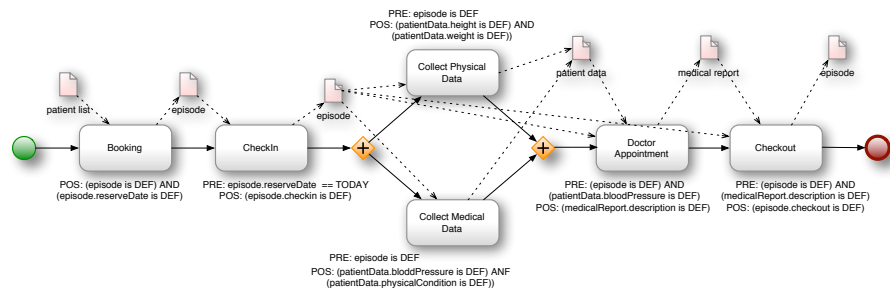 PRE: episode is DEF
POS: (patientData.height is DEF) AND
(patientData.weight is DEF))
Collect Physical
Data
patient list
episode
episode
patient data
medical report
episode
Booking
CheckIn
Doctor
Appointment
Checkout
POS: (episode is DEF) AND
(episode.reserveDate is DEF)
PRE: episode.reserveDate == TODAY
POS: (episode.checkin is DEF)
PRE: (episode is DEF) AND
(patientData.bloodPressure is DEF)
POS: (medicalReport.description is DEF)
PRE: (episode is DEF) AND
(medicalReport.description is DEF)
POS: (episode.checkout is DEF)
Collect Medical
Data
PRE: episode is DEF
POS: (patientData.bloddPressure is DEF) ANF
(patientData.physicalCondition is DEF))